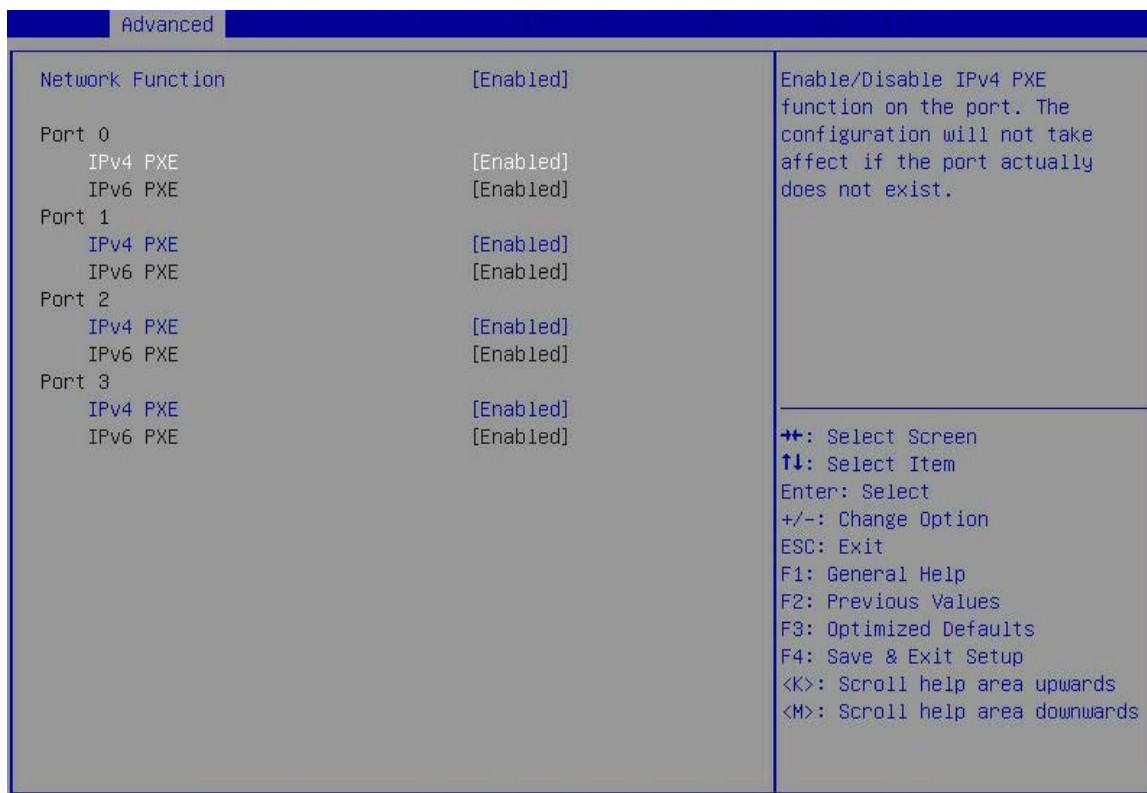 Advanced
Network Function [Enabled]
Port 0
IPv4 PXE [Enabled]
IPv6 PXE [Enabled]
Port 1
IPv4 PXE [Enabled]
IPv6 PXE [Enabled]
Port 2
IPv4 PXE [Enabled]
IPv6 PXE [Enabled]
Port 3
IPv4 PXE [Enabled]
IPv6 PXE [Enabled]
Enable/Disable IPv4 PXE
function on the port. The
configuration will not take
affect if the port actually
does not exist.
→←: Select Screen
↑↓: Select Item
Enter: Select
+/-: Change Option
ESC: Exit
F1: General Help
F2: Previous Values
F3: Optimized Defaults
F4: Save & Exit Setup
<K>: Scroll help area upwards
<M>: Scroll help area downwards